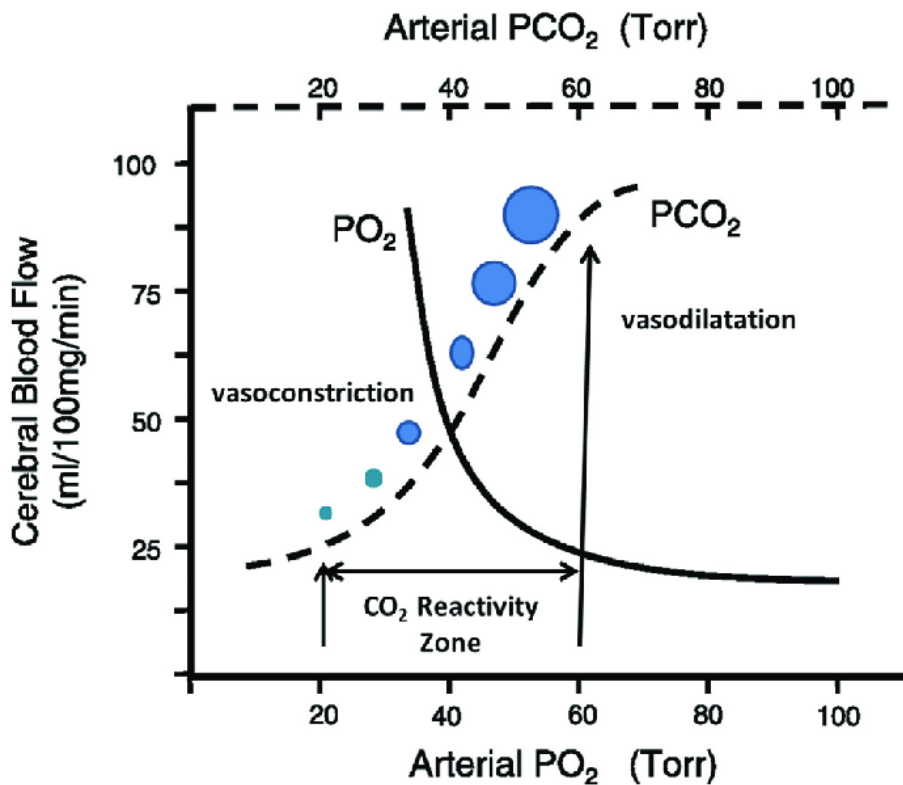 Arterial PCO₂ (Torr)
20 40 60 80 100
100
75
50
25
Cerebral Blood Flow
(ml/100mg/min)
PO₂
PCO₂
vasodilatation
vasoconstriction
CO₂ Reactivity
Zone
20 40 60 80 100
Arterial PO₂ (Torr)